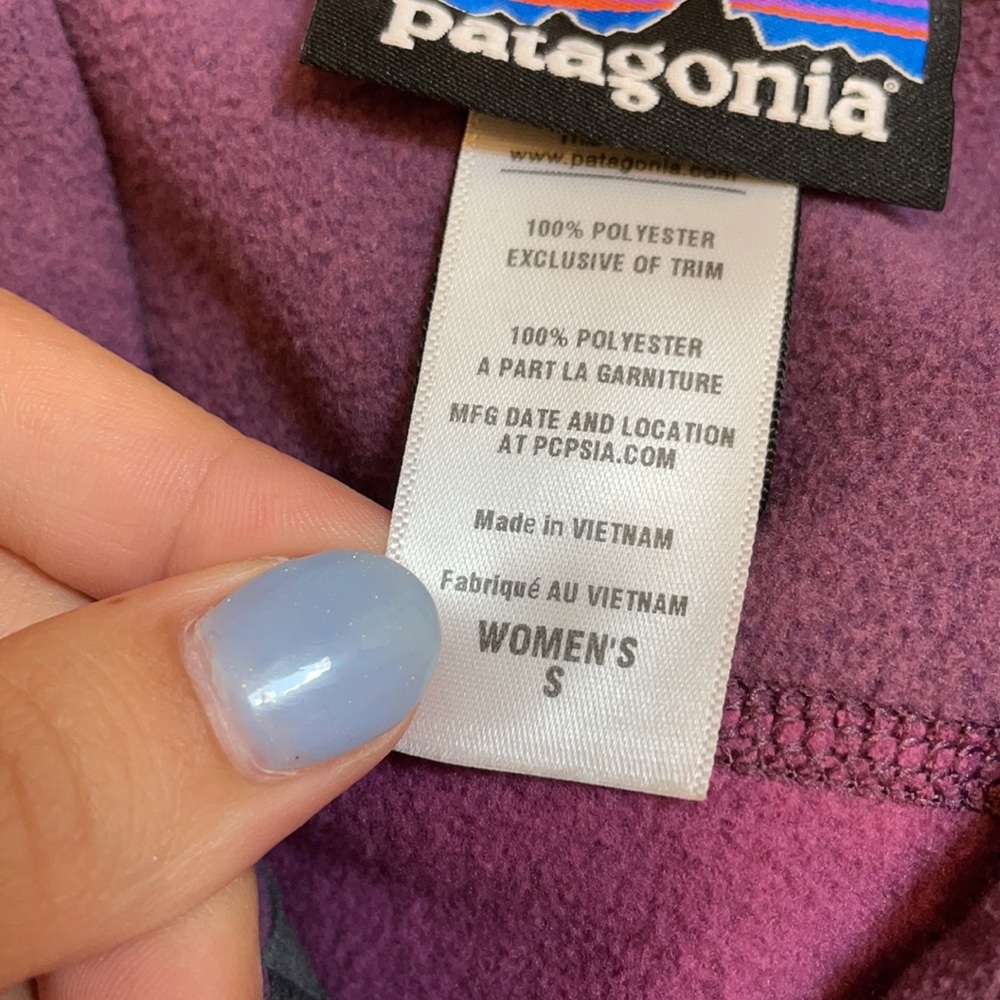 patagonia®
www.patagonia.com
100% POLYESTER
EXCLUSIVE OF TRIM
100% POLYESTER
A PART LA GARNITURE
MFG DATE AND LOCATION
AT PCPSIA.COM
Made in VIETNAM
Fabriqué AU VIETNAM
WOMEN'S
S